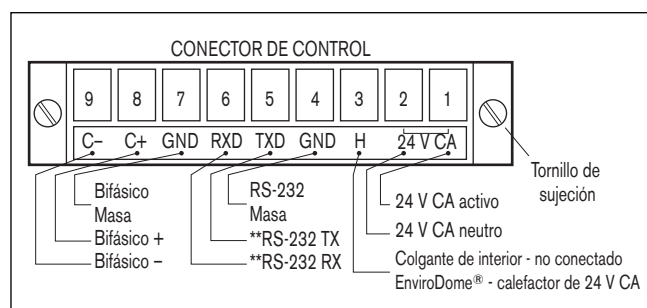 CONECTOR DE CONTROL
9 8 7 6 5 4 3 2 1
C– C+ GND RXD TXD GND H 24 V CA
Tornillo de
sujeción
Bifásico
Masa
Bifásico +
Bifásico –
RS-232
Masa
**RS-232 TX
**RS-232 RX
24 V CA activo
24 V CA neutro
Colgante de interior - no conectado
EnviroDome® - calefactor de 24 V CA